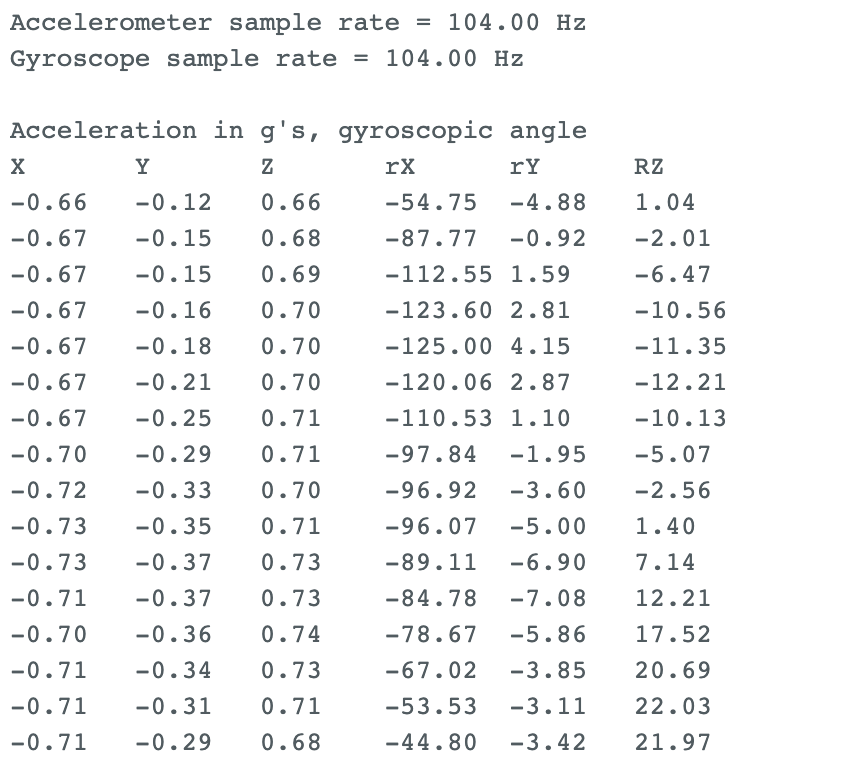 Accelerometer sample rate = 104.00 Hz
Gyroscope sample rate = 104.00 Hz
Acceleration in g's, gyroscopic angle
X Y Z rX rY RZ
-0.66 -0.12 0.66 -54.75 -4.88 1.04
-0.67 -0.15 0.68 -87.77 -0.92 -2.01
-0.67 -0.15 0.69 -112.55 1.59 -6.47
-0.67 -0.16 0.70 -123.60 2.81 -10.56
-0.67 -0.18 0.70 -125.00 4.15 -11.35
-0.67 -0.21 0.70 -120.06 2.87 -12.21
-0.67 -0.25 0.71 -110.53 1.10 -10.13
-0.70 -0.29 0.71 -97.84 -1.95 -5.07
-0.72 -0.33 0.70 -96.92 -3.60 -2.56
-0.73 -0.35 0.71 -96.07 -5.00 1.40
-0.73 -0.37 0.73 -89.11 -6.90 7.14
-0.71 -0.37 0.73 -84.78 -7.08 12.21
-0.70 -0.36 0.74 -78.67 -5.86 17.52
-0.71 -0.34 0.73 -67.02 -3.85 20.69
-0.71 -0.31 0.71 -53.53 -3.11 22.03
-0.71 -0.29 0.68 -44.80 -3.42 21.97